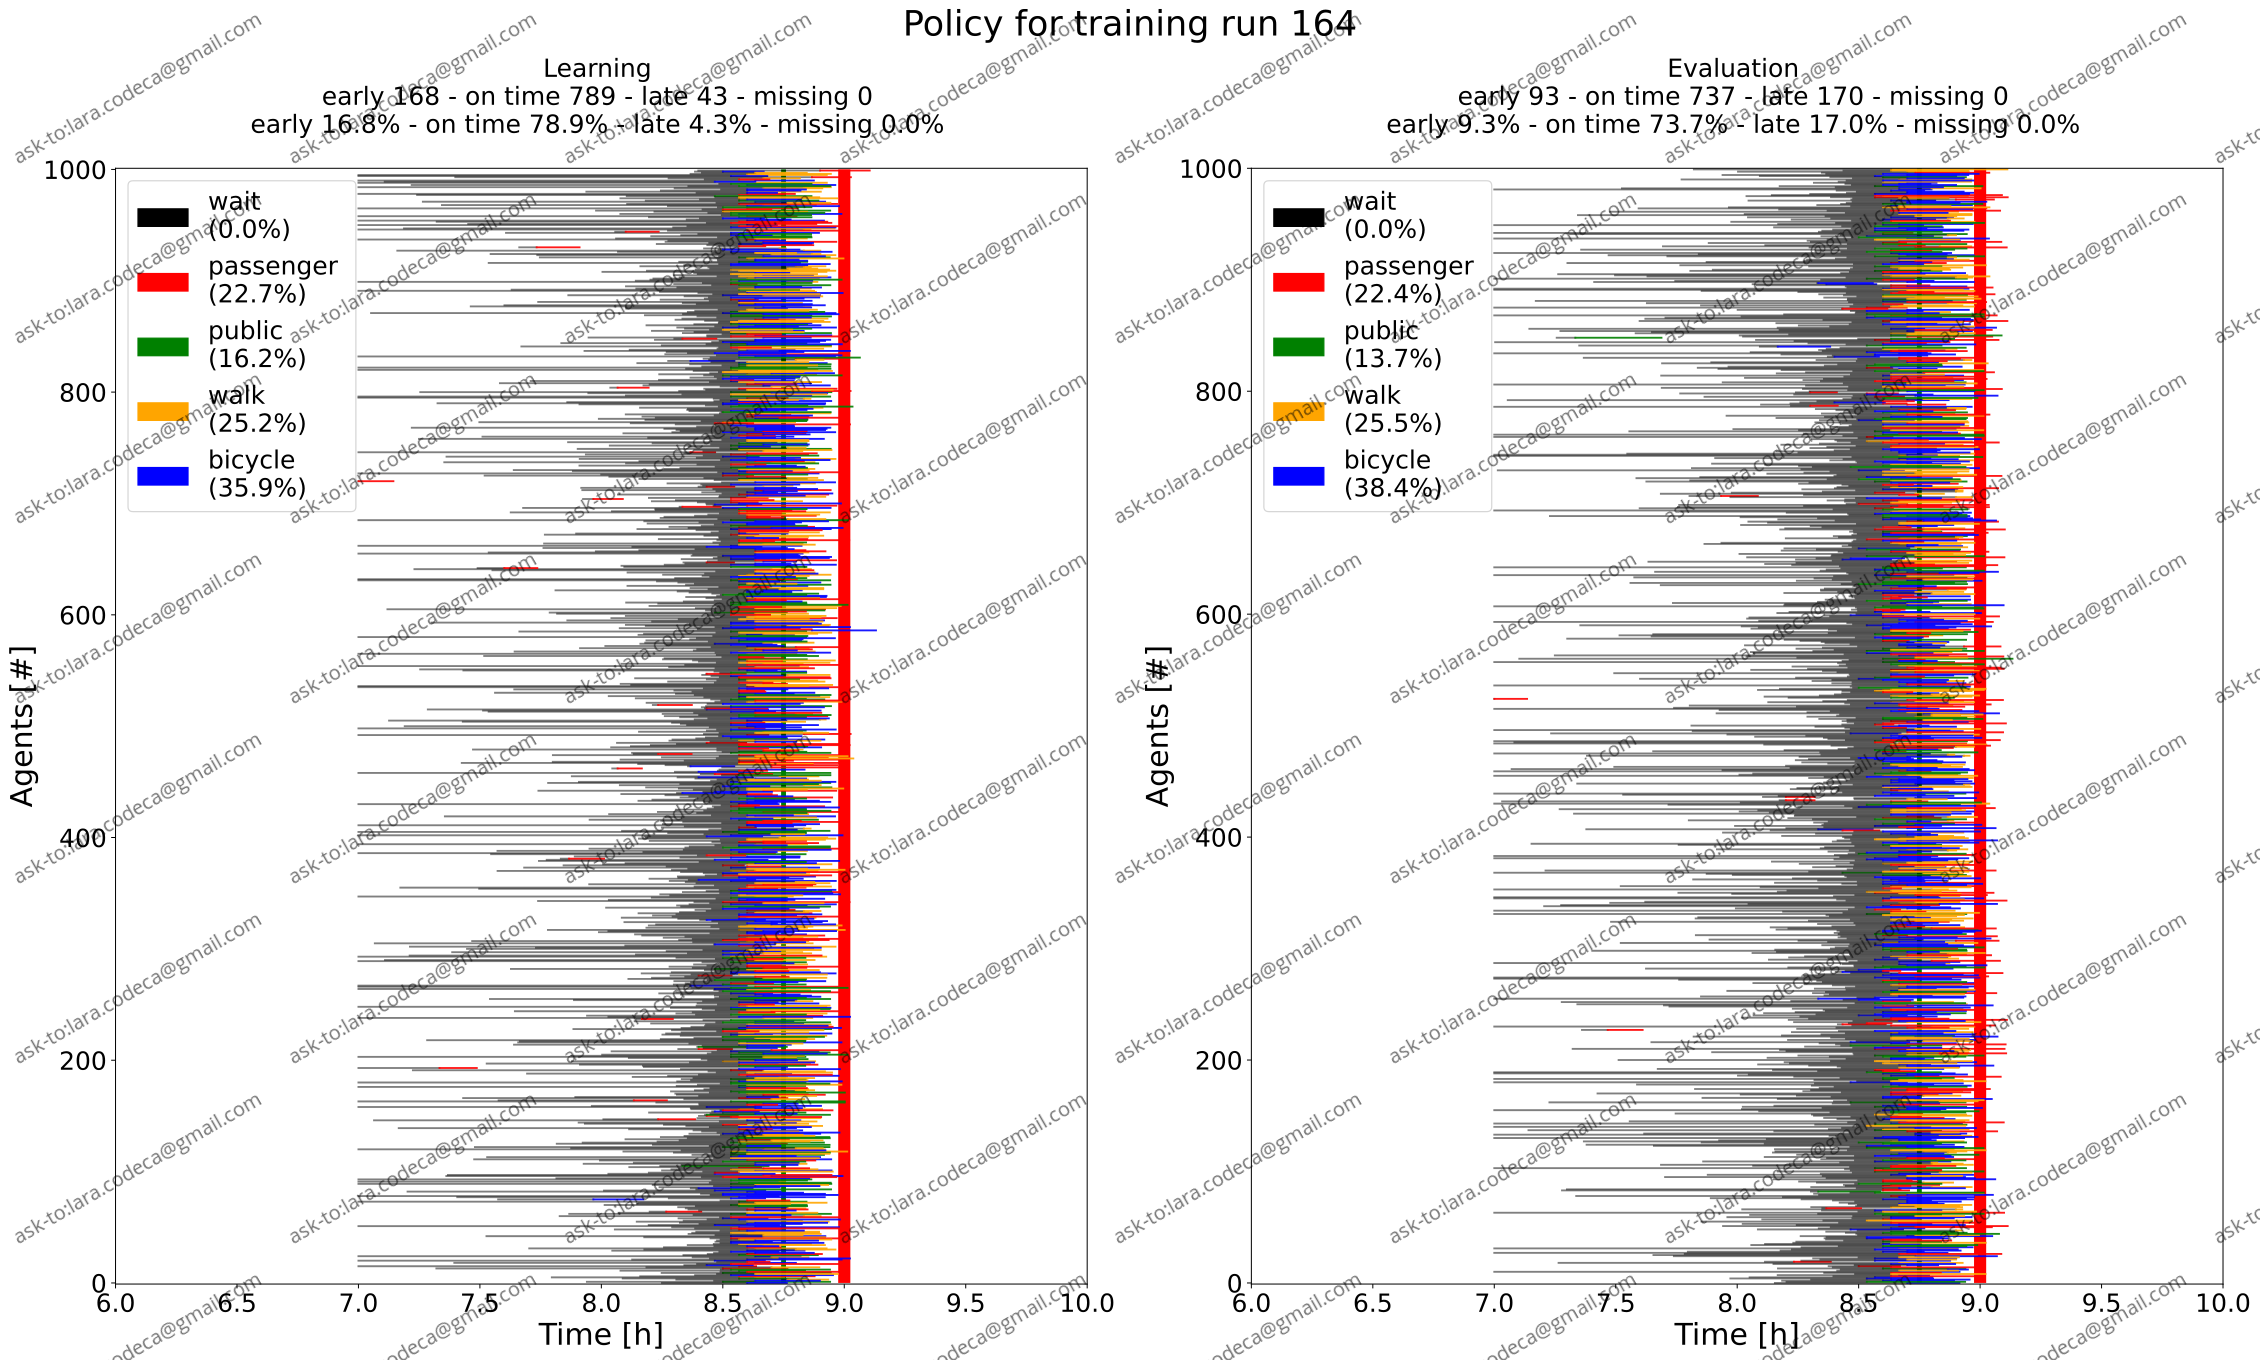 Policy for training run 164
Learning
early 168 - on time 789 - late 43 - missing 0
early 16.8% - on time 78.9% - late 4.3% - missing 0.0%
wait
(0.0%)
passenger
(22.7%)
public
(16.2%)
walk
(25.2%)
bicycle
(35.9%)
1000
800
600
400
200
0
Agents [#]
6.0 6.5 7.0 7.5 8.0 8.5 9.0 9.5 10.0
Time [h]
Evaluation
early 93 - on time 737 - late 170 - missing 0
early 9.3% - on time 73.7% - late 17.0% - missing 0.0%
wait
(0.0%)
passenger
(22.4%)
public
(13.7%)
walk
(25.5%)
bicycle
(38.4%)
1000
800
600
400
200
0
Agents [#]
6.0 6.5 7.0 7.5 8.0 8.5 9.0 9.5 10.0
Time [h]
ask-to:lara.codeca@gmail.com